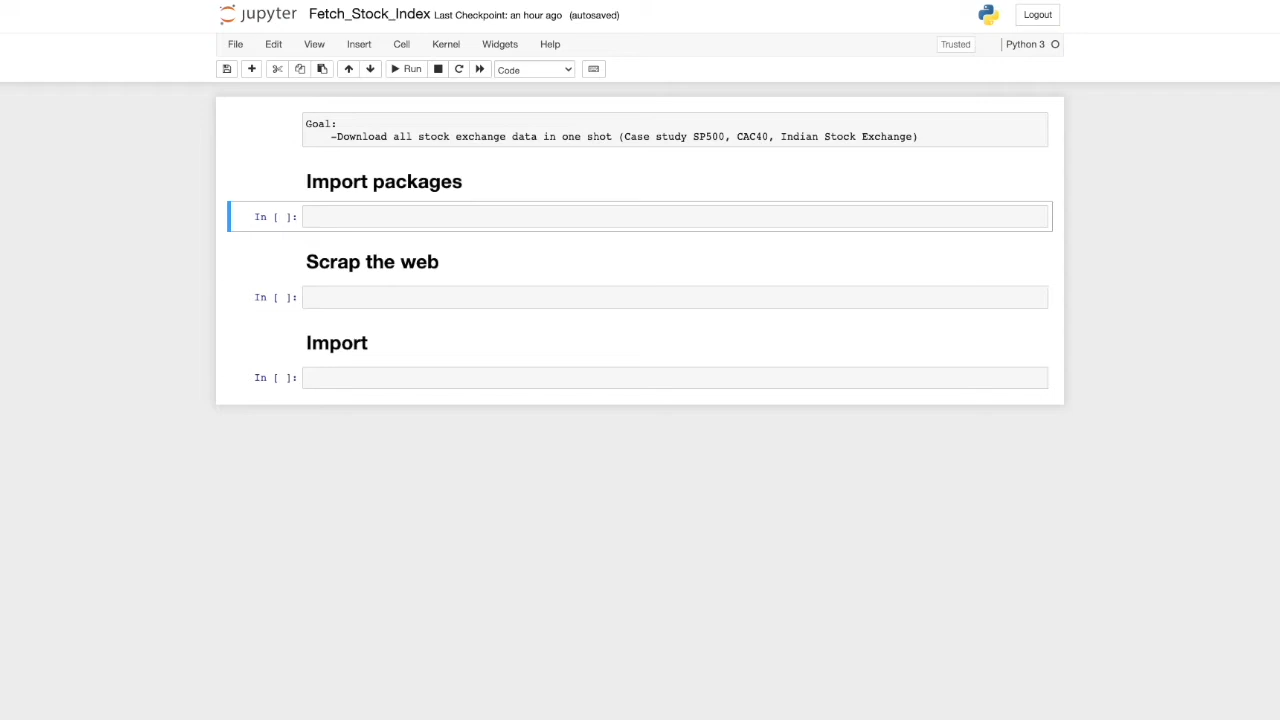 jupyter Fetch_Stock_Index Last Checkpoint: an hour ago (autosaved) Logout
File Edit View Insert Cell Kernel Widgets Help Trusted Python 3
Run Code
Goal:
-Download all stock exchange data in one shot (Case study SP500, CAC40, Indian Stock Exchange)
Import packages
In [ ]:
Scrap the web
In [ ]:
Import
In [ ]: